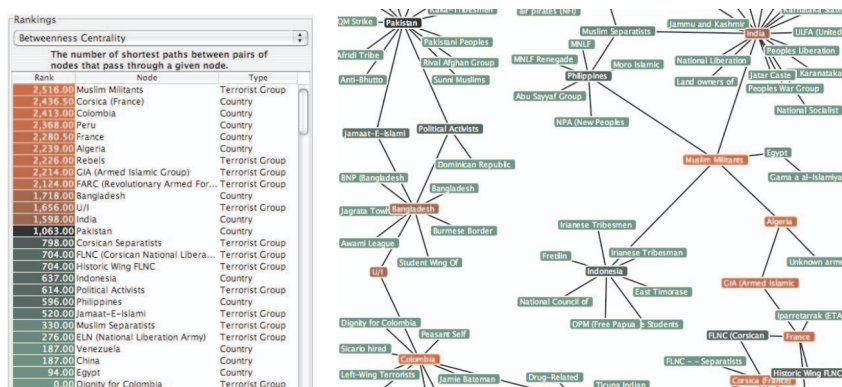 Rankings
Betweenness Centrality
The number of shortest paths between pairs of
nodes that pass through a given node.
Rank Node Type
2,516.00 Muslim Militants Terrorist Group
2,436.50 Corsica (France) Country
2,413.00 Colombia Country
2,368.00 Peru Country
2,280.50 France Country
2,239.00 Algeria Country
2,226.00 Rebels Terrorist Group
2,214.00 GIA (Armed Islamic Group) Terrorist Group
2,124.00 FARC (Revolutionary Armed For... Terrorist Group
1,718.00 Bangladesh Country
1,656.00 U/I Terrorist Group
1,598.00 India Country
1,063.00 Pakistan Country
798.00 Corsican Separatists Terrorist Group
704.00 FLNC (Corsican National Libera... Terrorist Group
704.00 Historic Wing FLNC Terrorist Group
637.00 Indonesia Country
614.00 Political Activists Terrorist Group
596.00 Philippines Country
520.00 Jamaat-E-Islami Terrorist Group
330.00 Muslim Separatists Terrorist Group
276.00 ELN (National Liberation Army) Terrorist Group
187.00 Venezuela Country
187.00 China Country
94.00 Egypt Country
0.00 Dignity for Colombia Terrorist Group
QM Strike
Pakistan
Afridi Tribe
Pakistani Peoples
Rival Afghan Group
Anti-Bhutto
Sunni Muslims
Jamaat-E-Islami
Political Activists
Dominican Republic
BNP (Bangladesh
Bangladesh
Jagrata Towh
Bangladesh
Burmese Border
Awami League
Student Wing Of
U/I
Dignity for Colombia
Peasant Self
Sicario hired
Colombia
Left-Wing Terrorists
Jamie Bateman
Muslim Separatists
MNLF
MNLF Renegade
Moro Islamic
Philippines
Abu Sayyaf Group
NPA (New Peoples
Jammu and Kashmir
India
ULFA (United
Peoples Liberation
National Liberation
Land owners of
Jatar Caste
Karanataka
Peoples War Group
National Socialist
Muslim Militants
Egypt
Gama a al-Islamiya
Irianese Tribesmen
Algeria
Fretilin
Irianese Tribesman
Indonesia
East Timorase
National Council of
OPM (Free Papua
e Students
Unknown arme
GIA (Armed Islamic
Iparretarrak (ETA
FLNC (Corsican
France
FLNC - - Separatists
Historic Wing FLNC
Corsica (France)
Drug-Related
Ticuna Indian